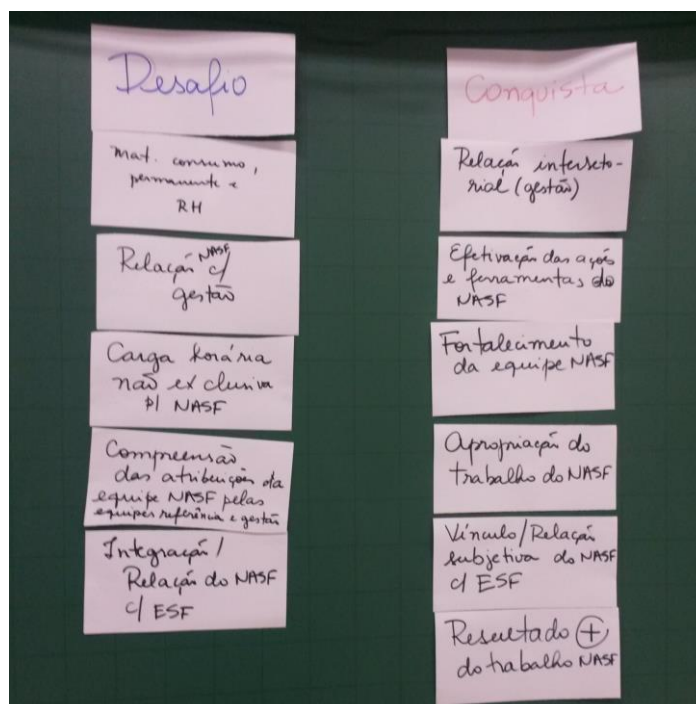 Desafio
Mat. consumo,
permanente e
RH
Relação NASF c/
gestão
Carga horária
não exclusiva
p/ NASF
Compreensão
das atribuições da
equipe NASF pelas
equipes referência e gestão
Integração/
Relação do NASF
c/ ESF
Conquista
Relação interseto-
rial (gestão)
Efetivação das ações
e ferramentas do
NASF
Fortalecimento
da equipe NASF
Apropriação do
trabalho do NASF
Vínculo/Relação
subjetiva do NASF
c/ ESF
Resultado ⊕
do trabalho NASF